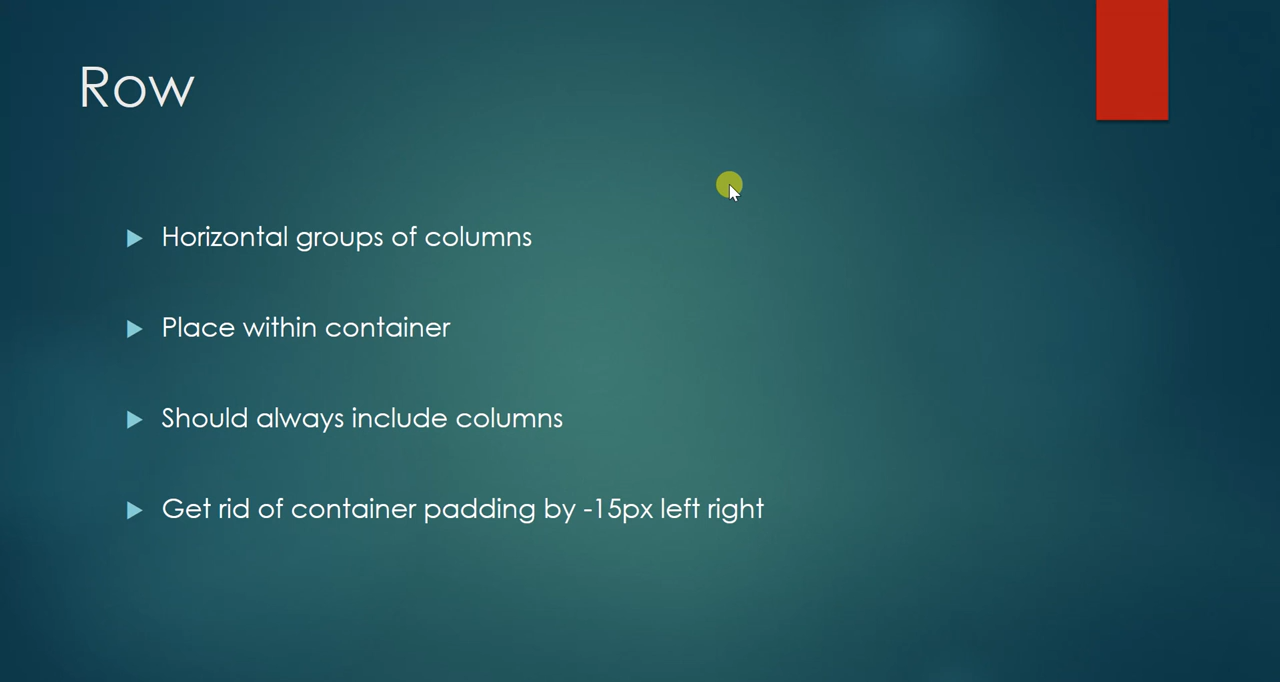 Row
Horizontal groups of columns
Place within container
Should always include columns
Get rid of container padding by -15px left right